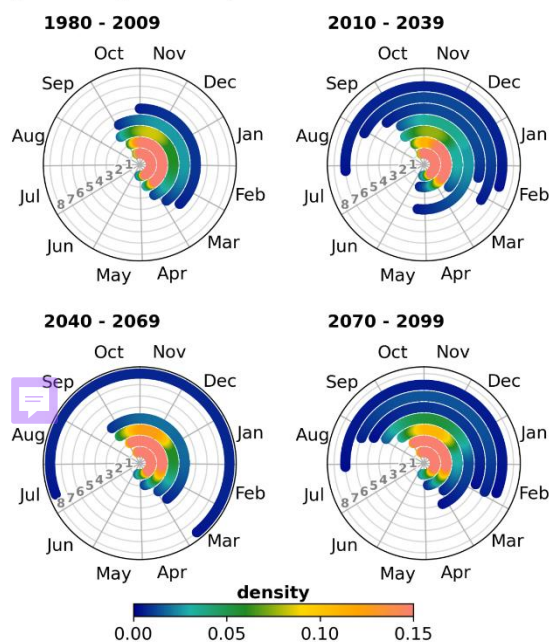 1980 - 2009
2010 - 2039
Oct Nov
Sep Dec
Aug Jan
Jul Feb
Jun Mar
May Apr
8 7 6 5 4 3 2 1
Oct Nov
Sep Dec
Aug Jan
Jul Feb
Jun Mar
May Apr
8 7 6 5 4 3 2 1
2040 - 2069
2070 - 2099
Oct Nov
Sep Dec
Aug Jan
Jul Feb
Jun Mar
May Apr
8 7 6 5 4 3 2 1
Oct Nov
Sep Dec
Aug Jan
Jul Feb
Jun Mar
May Apr
8 7 6 5 4 3 2 1
density
0.00 0.05 0.10 0.15